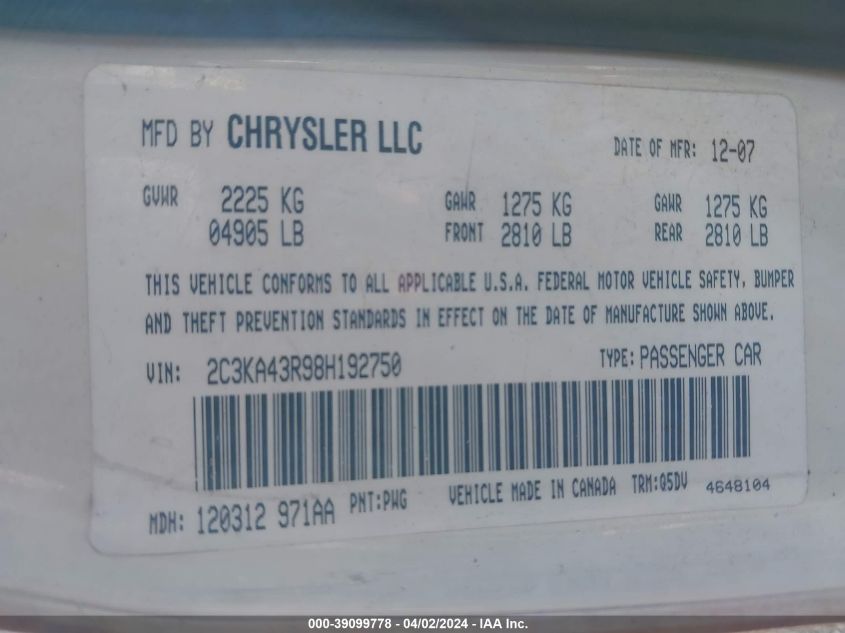 MFD BY CHRYSLER LLC DATE OF MFR: 12-07
GVWR 2225 KG GAWR 1275 KG GAWR 1275 KG
04905 LB FRONT 2810 LB REAR 2810 LB
THIS VEHICLE CONFORMS TO ALL APPLICABLE U.S.A. FEDERAL MOTOR VEHICLE SAFETY, BUMPER
AND THEFT PREVENTION STANDARDS IN EFFECT ON THE DATE OF MANUFACTURE SHOWN ABOVE.
VIN: 2C3KA43R98H192750 TYPE: PASSENGER CAR
MDH: 120312 971AA PNT:PWG VEHICLE MADE IN CANADA TRM:Q5DV 4648104
000-39099778 - 04/02/2024 - IAA Inc.